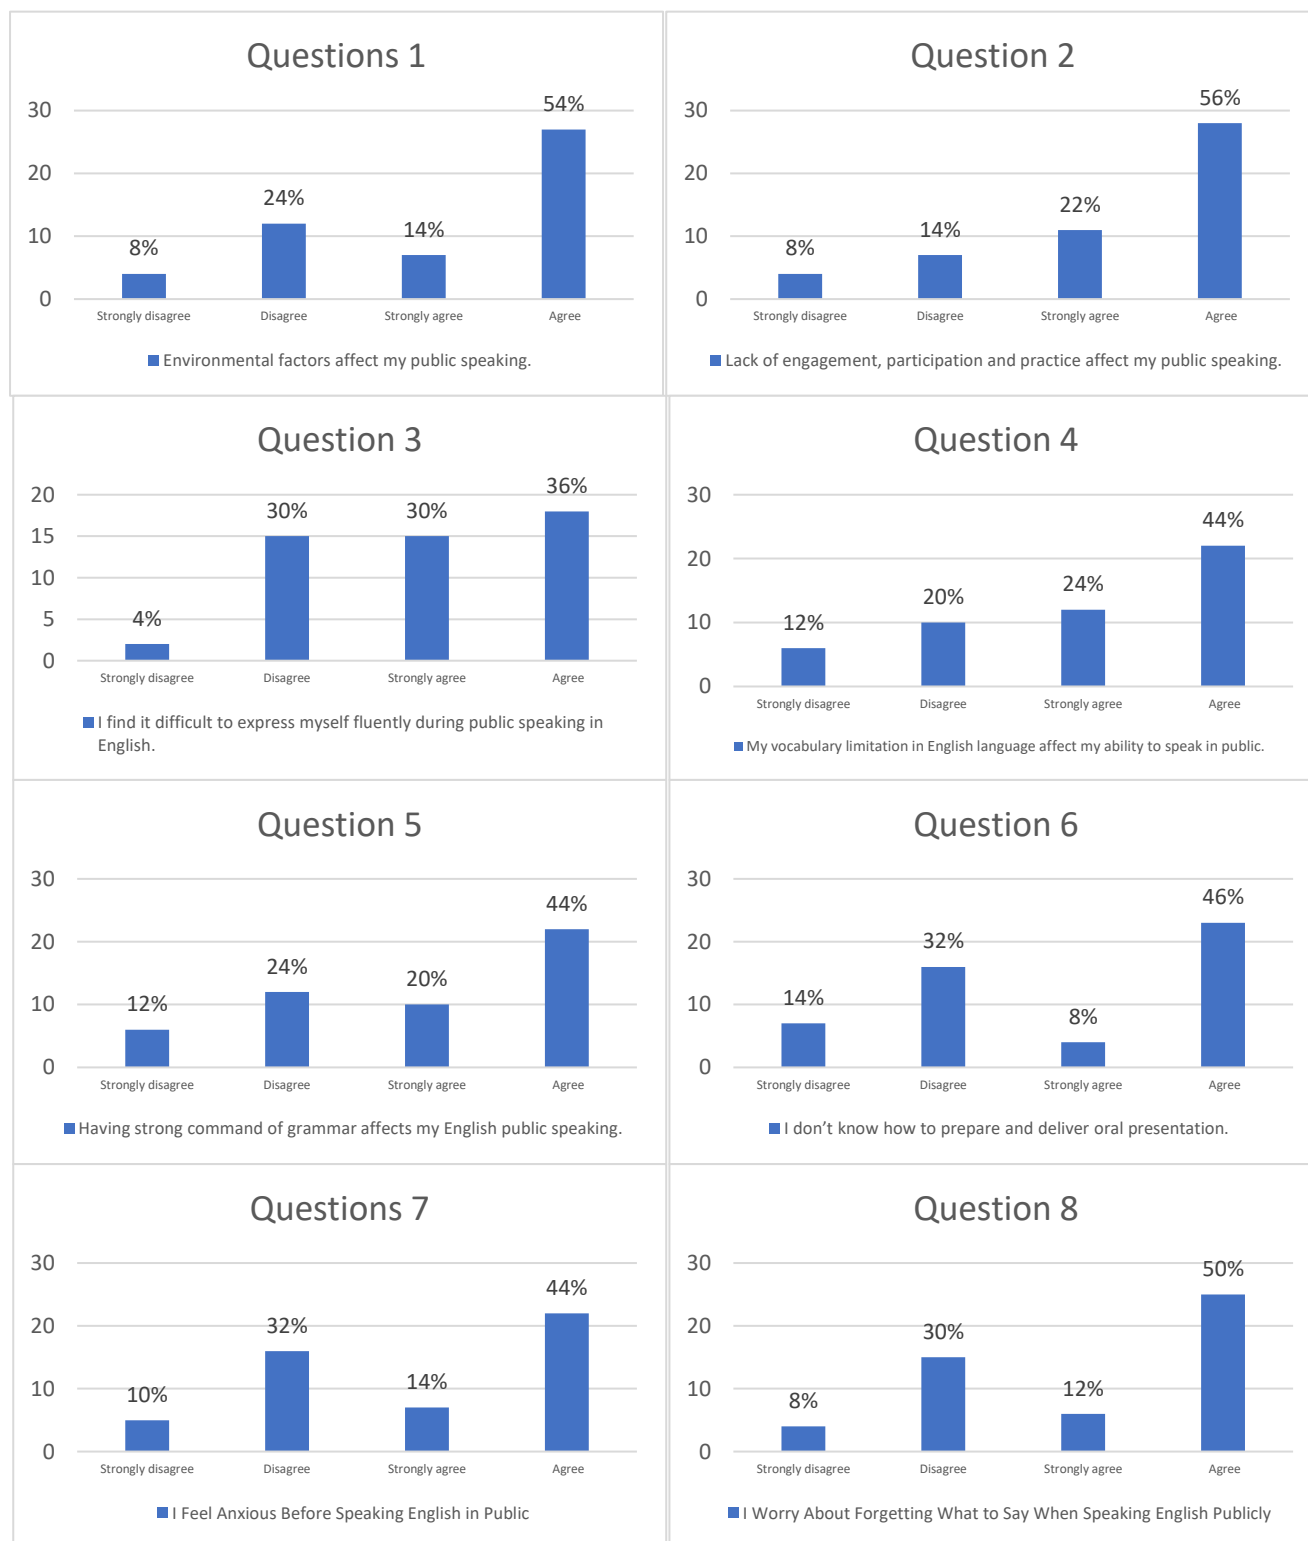 Questions 1
30
20
10
0
8%
24%
14%
54%
Strongly disagree
Disagree
Strongly agree
Agree
Environmental factors affect my public speaking.
Question 2
30
20
10
0
8%
14%
22%
56%
Strongly disagree
Disagree
Strongly agree
Agree
Lack of engagement, participation and practice affect my public speaking.
Question 3
20
15
10
5
0
4%
30%
30%
36%
Strongly disagree
Disagree
Strongly agree
Agree
I find it difficult to express myself fluently during public speaking in
English.
Question 4
30
20
10
0
12%
20%
24%
44%
Strongly disagree
Disagree
Strongly agree
Agree
My vocabulary limitation in English language affect my ability to speak in public.
Question 5
30
20
10
0
12%
24%
20%
44%
Strongly disagree
Disagree
Strongly agree
Agree
Having strong command of grammar affects my English public speaking.
Question 6
30
20
10
0
14%
32%
8%
46%
Strongly disagree
Disagree
Strongly agree
Agree
I don’t know how to prepare and deliver oral presentation.
Questions 7
30
20
10
0
10%
32%
14%
44%
Strongly disagree
Disagree
Strongly agree
Agree
I Feel Anxious Before Speaking English in Public
Question 8
30
20
10
0
8%
30%
12%
50%
Strongly disagree
Disagree
Strongly agree
Agree
I Worry About Forgetting What to Say When Speaking English Publicly